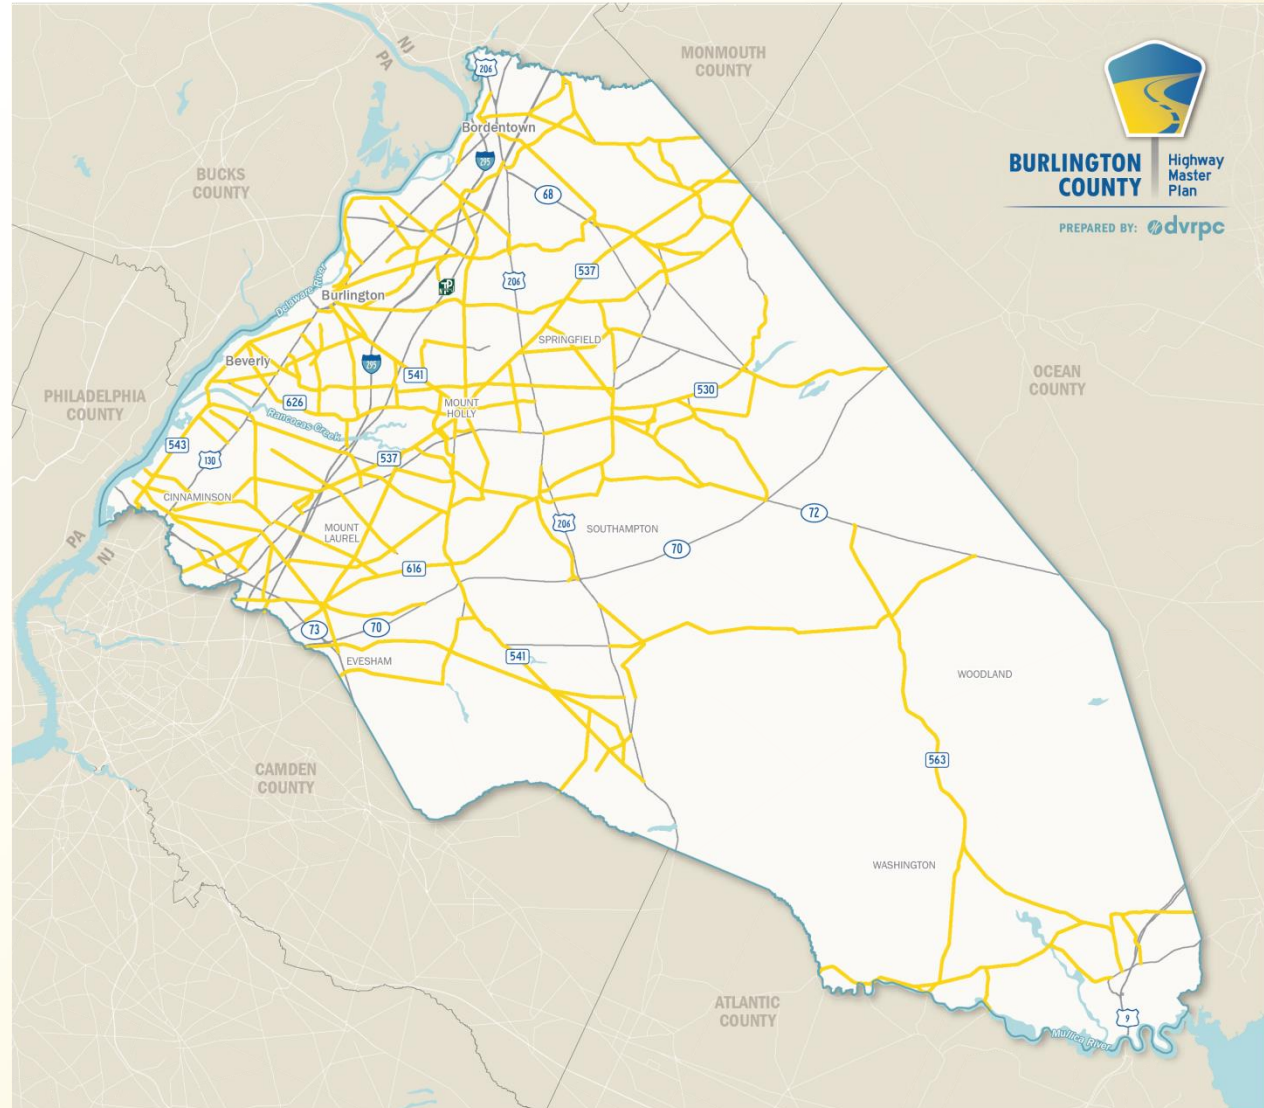 NJ
PA
MONMOUTH
COUNTY
206
Bordentown
295
BURLINGTON
COUNTY
Highway
Master
Plan
PREPARED BY: dvrpc
BUCKS
COUNTY
68
537
206
Delaware River
Burlington
SPRINGFIELD
Beverly
295
541
PHILADELPHIA
COUNTY
OCEAN
COUNTY
530
626
MOUNT
HOLLY
Rancocas Creek
543
130
537
CINNAMINSON
MOUNT
LAUREL
206
SOUTHAMPTON
72
70
PA
NJ
616
73
70
541
EVESHAM
WOODLAND
563
CAMDEN
COUNTY
WASHINGTON
ATLANTIC
COUNTY
9
Mullica River